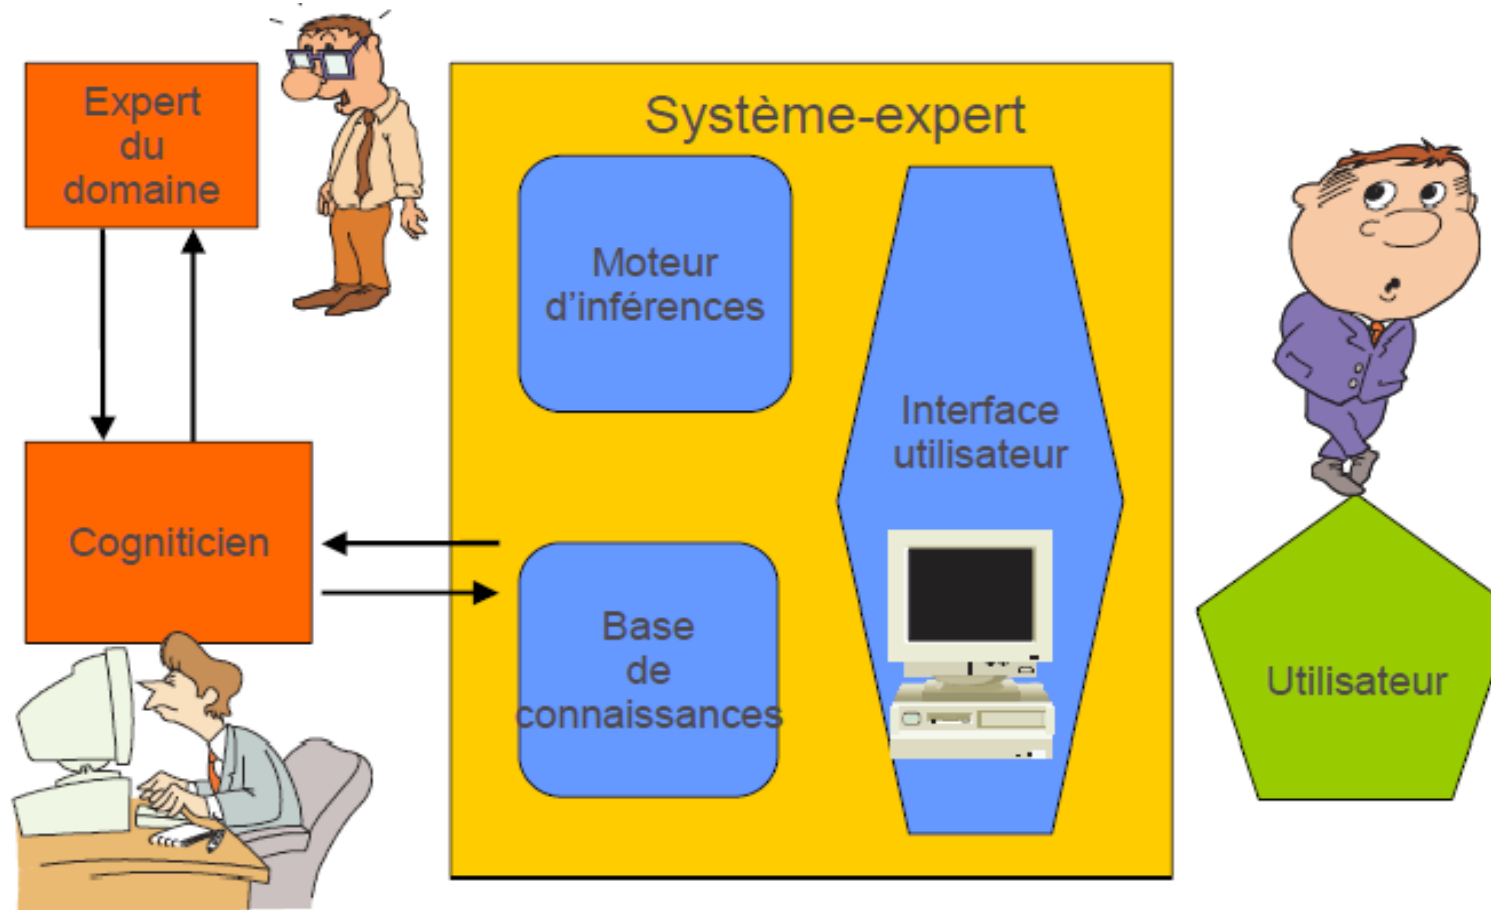 Expert
du
domaine
Système-expert
Moteur
d’inférences
Interface
utilisateur
Cogniticien
Base
de
connaissances
Utilisateur